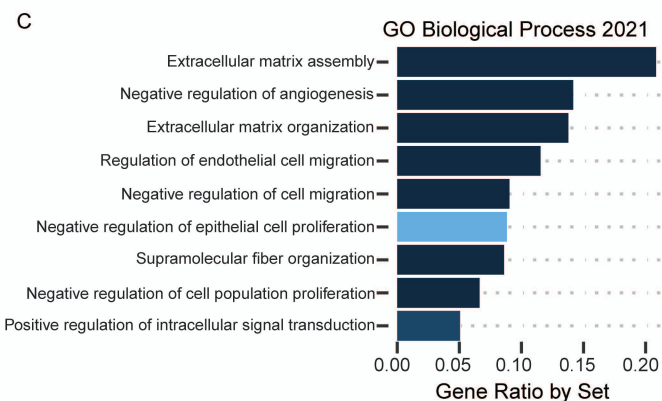 C
GO Biological Process 2021
Extracellular matrix assembly
Negative regulation of angiogenesis
Extracellular matrix organization
Regulation of endothelial cell migration
Negative regulation of cell migration
Negative regulation of epithelial cell proliferation
Supramolecular fiber organization
Negative regulation of cell population proliferation
Positive regulation of intracellular signal transduction
0.00 0.05 0.10 0.15 0.20
Gene Ratio by Set